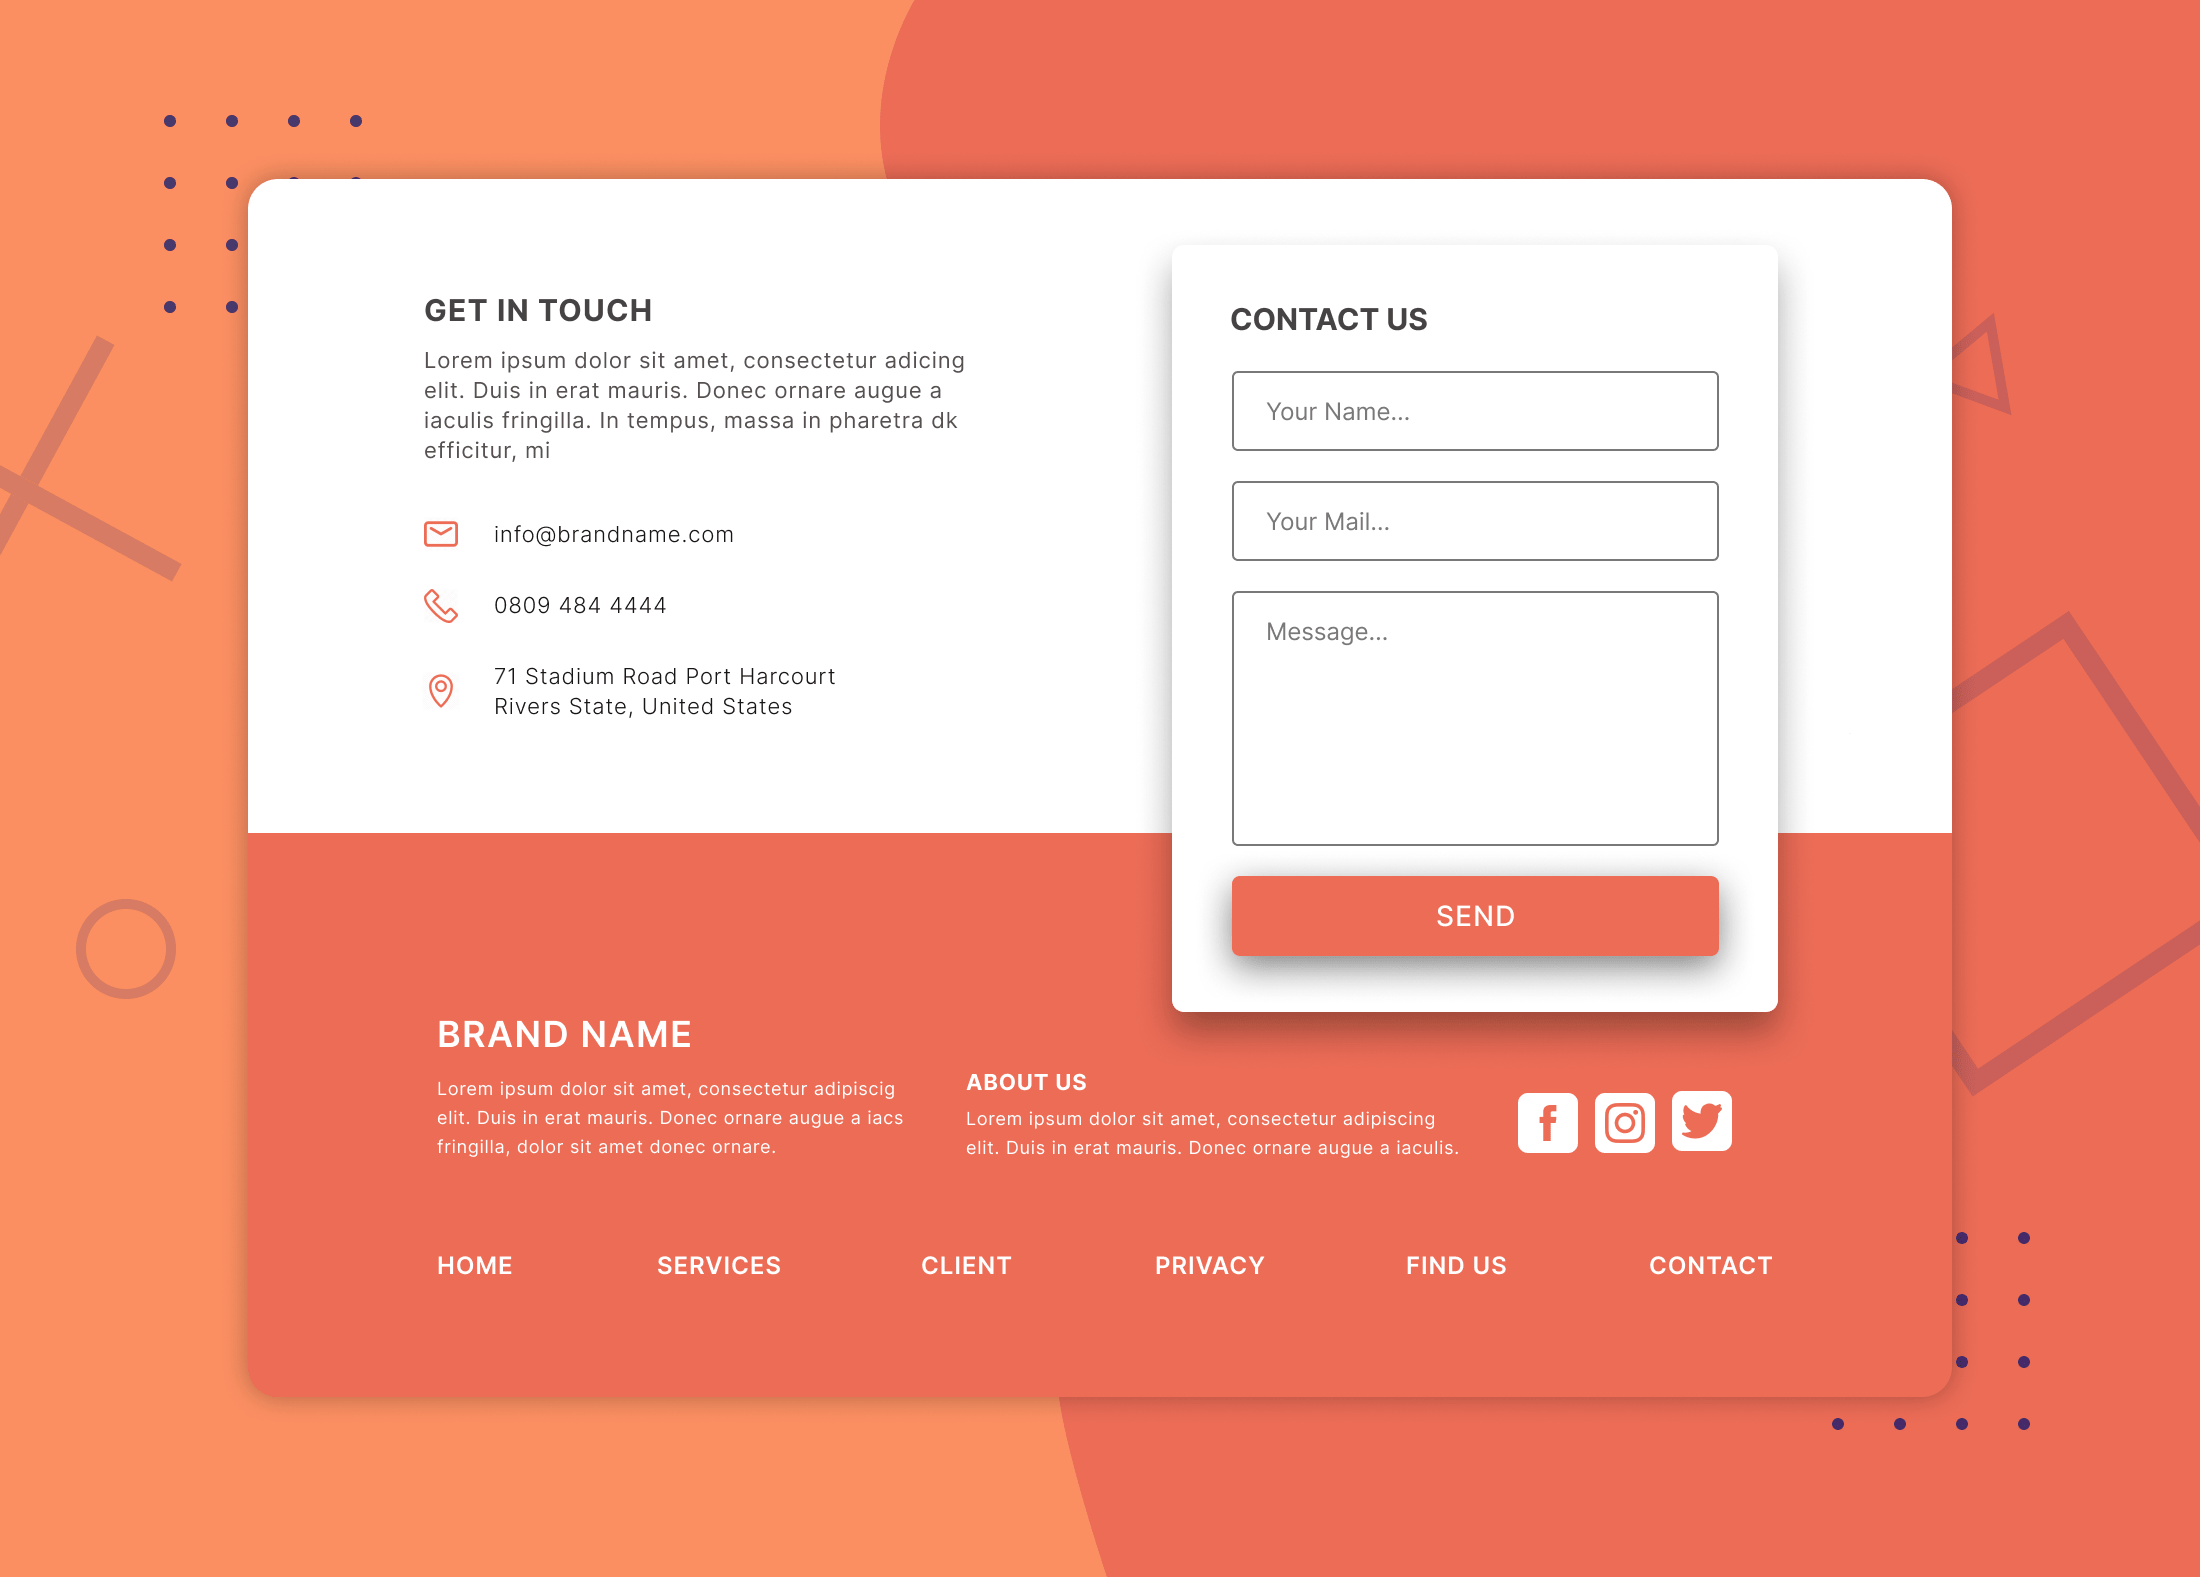 GET IN TOUCH
Lorem ipsum dolor sit amet, consectetur adicing
elit. Duis in erat mauris. Donec ornare augue a
iaculis fringilla. In tempus, massa in pharetra dk
efficitur, mi
info@brandname.com
0809 484 4444
71 Stadium Road Port Harcourt
Rivers State, United States
CONTACT US
Your Name...
Your Mail...
Message...
SEND
BRAND NAME
Lorem ipsum dolor sit amet, consectetur adipiscig
elit. Duis in erat mauris. Donec ornare augue a iacs
fringilla, dolor sit amet donec ornare.
ABOUT US
Lorem ipsum dolor sit amet, consectetur adipiscing
elit. Duis in erat mauris. Donec ornare augue a iaculis.
HOME
SERVICES
CLIENT
PRIVACY
FIND US
CONTACT